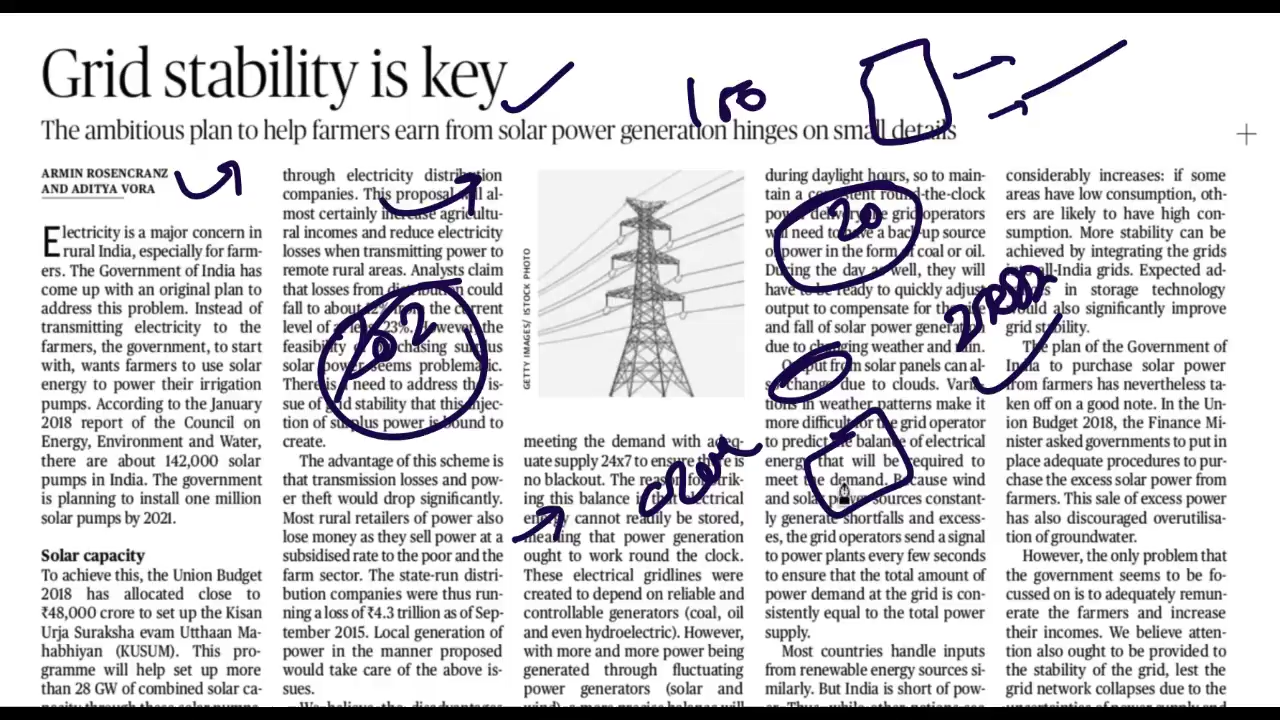 Grid stability is key
The ambitious plan to help farmers earn from solar power generation hinges on small details
ARMIN ROSENCRANZ
AND ADITYA VORA
Electricity is a major concern in
rural India, especially for farm-
ers. The Government of India has
come up with an original plan to
address this problem. Instead of
transmitting electricity to the
farmers, the government, to start
with, wants farmers to use solar
energy to power their irrigation
pumps. According to the January
2018 report of the Council on
Energy, Environment and Water,
there are about 142,000 solar
pumps in India. The government
is planning to install one million
solar pumps by 2021.
Solar capacity
To achieve this, the Union Budget
2018 has allocated close to
₹48,000 crore to set up the Kisan
Urja Suraksha evam Utthaan Ma-
habhiyan (KUSUM). This pro-
gramme will help set up more
than 28 GW of combined solar ca-
through electricity distribution
companies. This proposal will al-
most certainly increase agricultu-
ral incomes and reduce electricity
losses when transmitting power to
remote rural areas. Analysts claim
that losses from distribution could
fall to about the current
level of 23%. However, the
feasibility purchasing surplus
solar power seems problematic.
There is a need to address the is-
sue of grid stability that this injec-
tion of surplus power is bound to
create.
The advantage of this scheme is
that transmission losses and pow-
er theft would drop significantly.
Most rural retailers of power also
lose money as they sell power at a
subsidised rate to the poor and the
farm sector. The state-run distri-
bution companies were thus run-
ning a loss of ₹4.3 trillion as of Sep-
tember 2015. Local generation of
power in the manner proposed
would take care of the above is-
sues.
GETTY IMAGES/ ISTOCK PHOTO
meeting the demand with adeq-
uate supply 24x7 to ensure there is
no blackout. The reason for strik-
ing this balance is that electrical
energy cannot readily be stored,
meaning that power generation
ought to work round the clock.
These electrical gridlines were
created to depend on reliable and
controllable generators (coal, oil
and even hydroelectric). However,
with more and more power being
generated through fluctuating
power generators (solar and
during daylight hours, so to main-
tain a consistent round-the-clock
power delivery, the grid operators
will need to have a back-up source
of power in the form of coal or oil.
During the day as well, they will
have to be ready to quickly adjust
output to compensate for the rise
and fall of solar power generation
due to changing weather and rain.
Output from solar panels can al-
so change due to clouds. Varia-
tions in weather patterns make it
more difficult for the grid operator
to predict the balance of electrical
energy that will be required to
meet the demand. Because wind
and solar power sources constant-
ly generate shortfalls and excess-
es, the grid operators send a signal
to power plants every few seconds
to ensure that the total amount of
power demand at the grid is con-
sistently equal to the total power
supply.
Most countries handle inputs
from renewable energy sources si-
milarly. But India is short of pow-
considerably increases: if some
areas have low consumption, oth-
ers are likely to have high con-
sumption. More stability can be
achieved by integrating the grids
all-India grids. Expected ad-
in storage technology
would also significantly improve
grid stability.
The plan of the Government of
India to purchase solar power
from farmers has nevertheless ta-
ken off on a good note. In the Un-
ion Budget 2018, the Finance Mi-
nister asked governments to put in
place adequate procedures to pur-
chase the excess solar power from
farmers. This sale of excess power
has also discouraged overutilisa-
tion of groundwater.
However, the only problem that
the government seems to be fo-
cussed on is to adequately remun-
erate the farmers and increase
their incomes. We believe atten-
tion also ought to be provided to
the stability of the grid, lest the
grid network collapses due to the
100
20